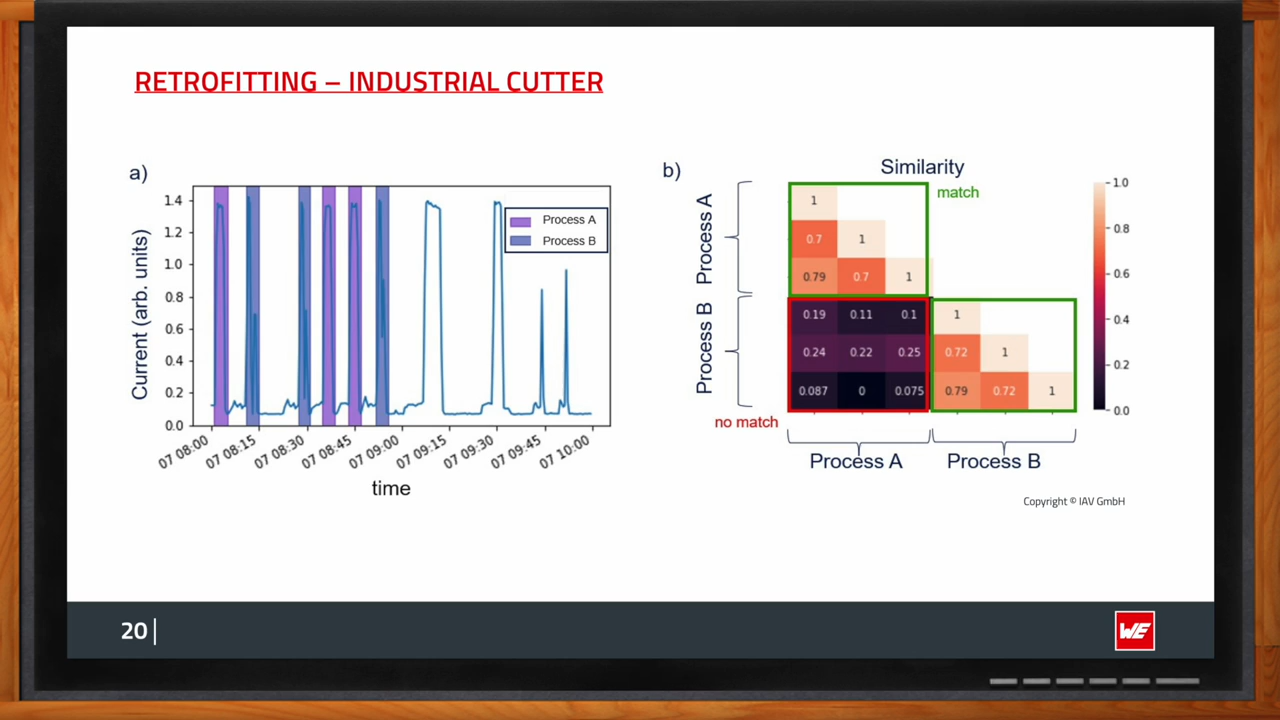 RETROFITTING – INDUSTRIAL CUTTER
a)
Current (arb. units)
1.4
1.2
1.0
0.8
0.6
0.4
0.2
0.0
Process A
Process B
07 08:00
07 08:15
07 08:30
07 08:45
07 09:00
07 09:15
07 09:30
07 09:45
07 10:00
time
b)
Similarity
match
Process A
Process B
1
0.7 1
0.79 0.7 1
0.19 0.11 0.1 1
0.24 0.22 0.25 0.72 1
0.087 0 0.075 0.79 0.72 1
no match
Process A
Process B
1.0
0.8
0.6
0.4
0.2
0.0
Copyright © IAV GmbH
20 |
WE